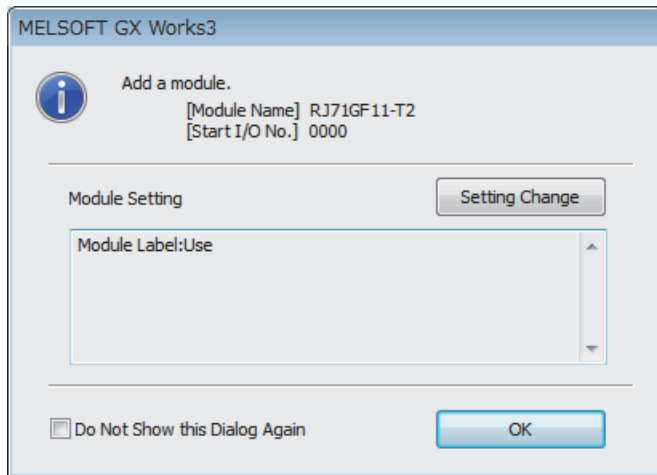 MELSOFT GX Works3
Add a module.
[Module Name] RJ71GF11-T2
[Start I/O No.] 0000
Module Setting
Setting Change
Module Label:Use
Do Not Show this Dialog Again
OK